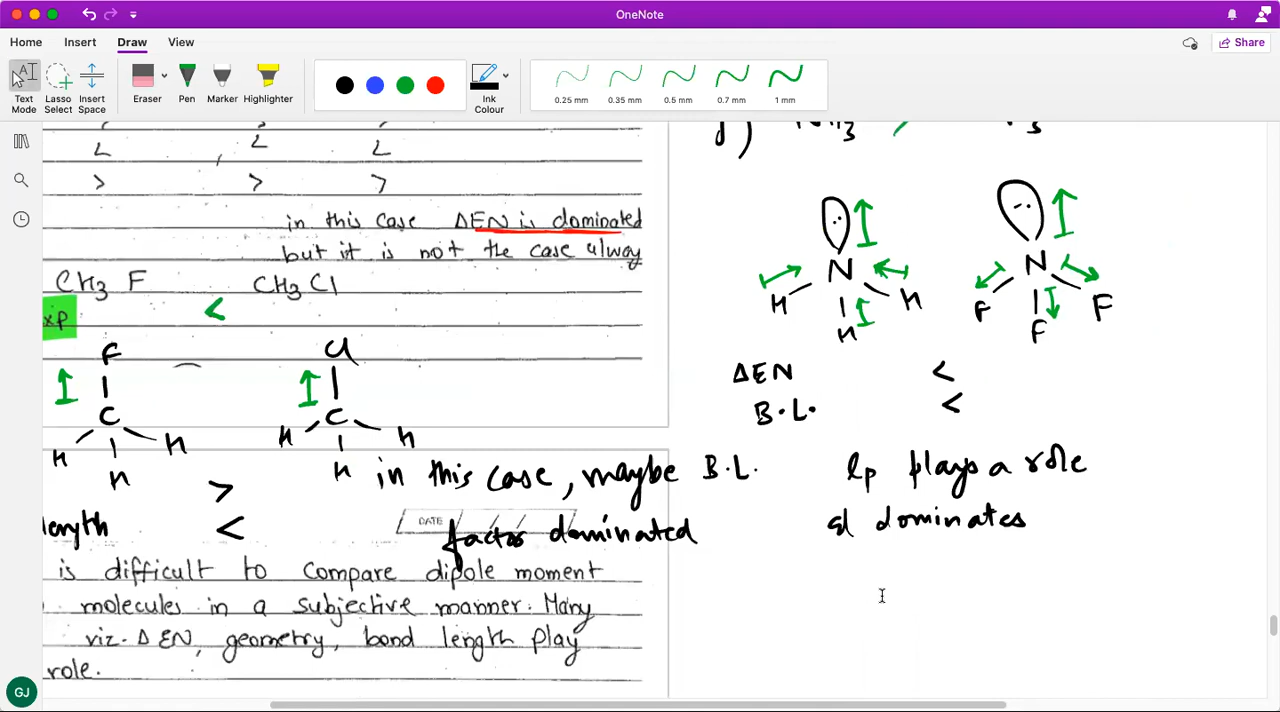 OneNote
Home Insert Draw View
Share
Text Mode
Lasso Select
Insert Space
Eraser
Pen
Marker
Highlighter
Ink Colour
0.25 mm 0.35 mm 0.5 mm 0.7 mm 1 mm
< , < <
> > >
in this case ΔEN is dominated
but it is not the case alway
CH3 F < CH3 Cl
xp
F
C
H H H
Cl
C
H H H
>
length <
in this case, maybe B.L.
DATE
factor dominated
is difficult to compare dipole moment
molecules in a subjective manner. Many
viz. ΔEN, geometry, bond length play
role.
d) NH3 >
N
H H H
N
F F F
ΔEN <
B.L. <
lp plays a role
& dominates
GJ